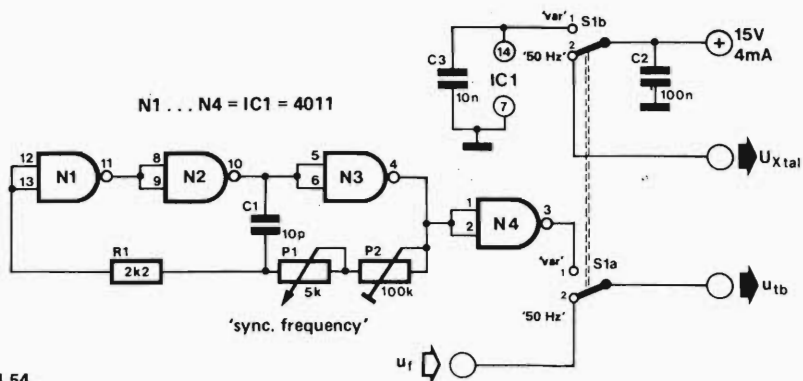 'var' 1 S1b
15V
4mA
+
14
2
'50 Hz'
C3
10n
IC1
7
C2
100n
N1 . . . N4 = IC1 = 4011
U Xtal
12
13
N1
11
8
9
N2
10
5
6
N3
4
1
2
N4
3
C1
10p
R1
2k2
P1
5k
P2
100k
'var' 1
S1a
2
'50 Hz'
u tb
'sync. frequency'
u f